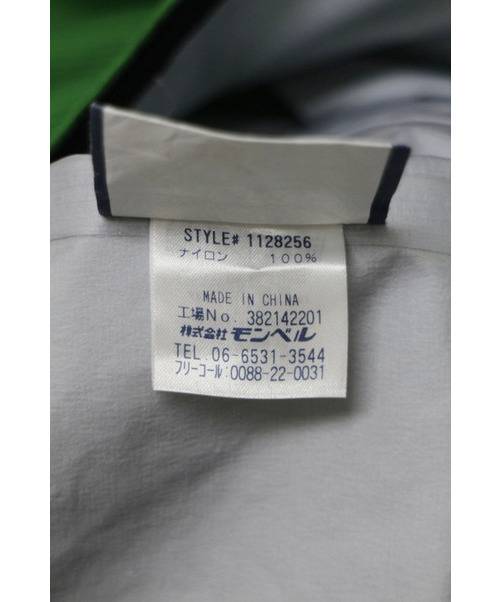 STYLE# 1128256
ナイロン 100%
MADE IN CHINA
工場No. 382142201
株式会社 モンベル
TEL. 06-6531-3544
フリーコール:0088-22-0031